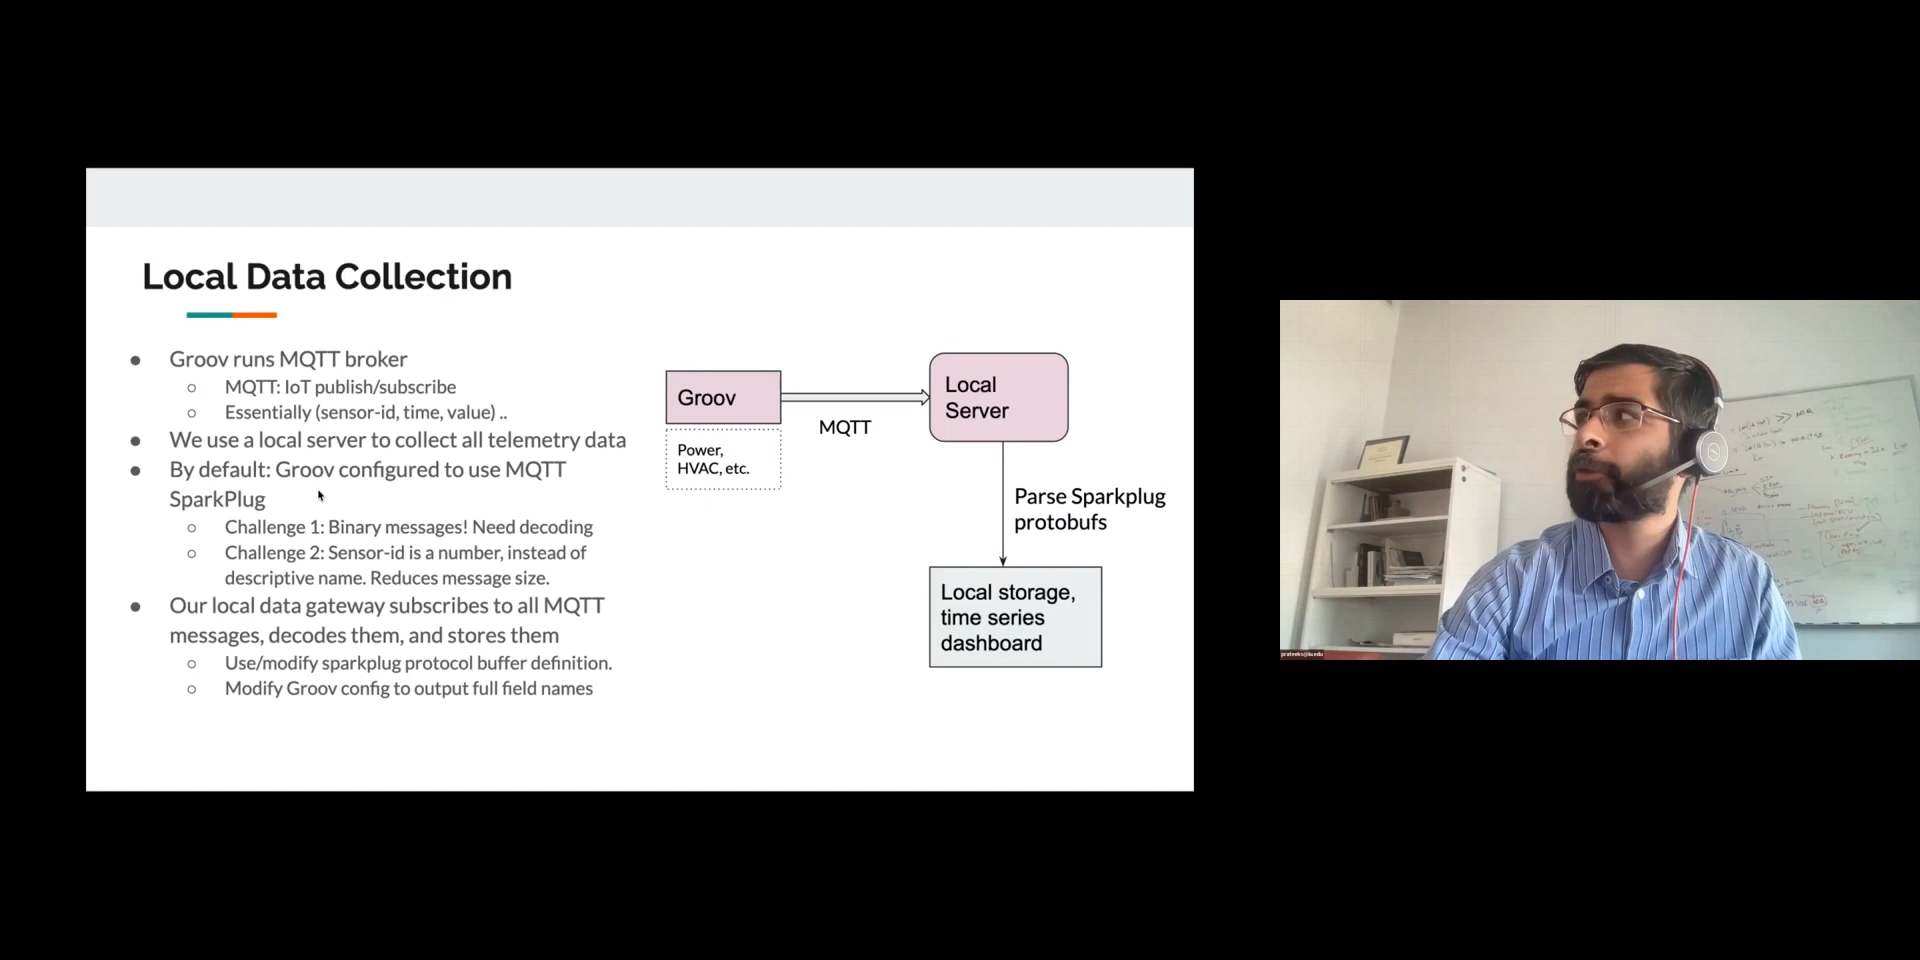 Local Data Collection
● Groov runs MQTT broker
○ MQTT: IoT publish/subscribe
○ Essentially (sensor-id, time, value) ..
● We use a local server to collect all telemetry data
● By default: Groov configured to use MQTT
SparkPlug
○ Challenge 1: Binary messages! Need decoding
○ Challenge 2: Sensor-id is a number, instead of
descriptive name. Reduces message size.
● Our local data gateway subscribes to all MQTT
messages, decodes them, and stores them
○ Use/modify sparkplug protocol buffer definition.
○ Modify Groov config to output full field names
Groov
Power,
HVAC, etc.
MQTT
Local
Server
Parse Sparkplug
protobufs
Local storage,
time series
dashboard
prateeks@iu.edu